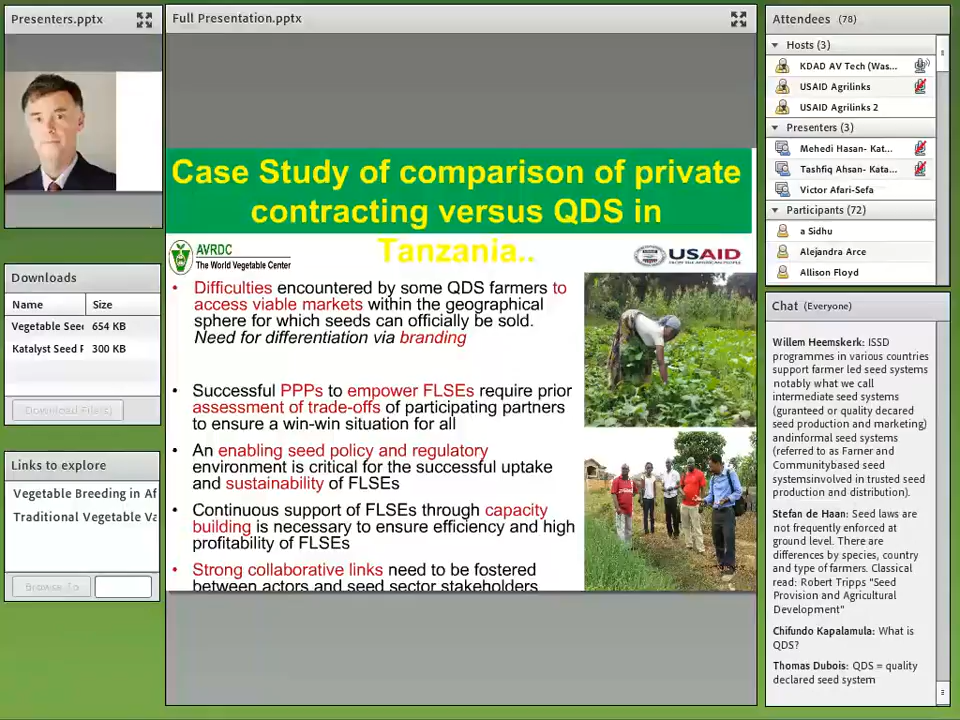 Presenters.pptx
Full Presentation.pptx
Case Study of comparison of private
contracting versus QDS in
Tanzania..
AVRDC
The World Vegetable Center
USAID
FROM THE AMERICAN PEOPLE
• Difficulties encountered by some QDS farmers to
access viable markets within the geographical
sphere for which seeds can officially be sold.
Need for differentiation via branding
• Successful PPPs to empower FLSEs require prior
assessment of trade-offs of participating partners
to ensure a win-win situation for all
• An enabling seed policy and regulatory
environment is critical for the successful uptake
and sustainability of FLSEs
• Continuous support of FLSEs through capacity
building is necessary to ensure efficiency and high
profitability of FLSEs
• Strong collaborative links need to be fostered
between actors and seed sector stakeholders
Downloads
Name Size
Vegetable See 654 KB
Katalyst Seed F 300 KB
Download File(s)
Links to explore
Vegetable Breeding in Af
Traditional Vegetable Va
Browse To
Attendees (78)
Hosts (3)
KDAD AV Tech (Was...
USAID Agrilinks
USAID Agrilinks 2
Presenters (3)
Mehedi Hasan- Kat...
Tashfiq Ahsan- Kata...
Victor Afari-Sefa
Participants (72)
a Sidhu
Alejandra Arce
Allison Floyd
Chat (Everyone)
Willem Heemskerk: ISSD
programmes in various countries
support farmer led seed systems
notably what we call
intermediate seed systems
(guranteed or quality decared
seed production and marketing)
andinformal seed systems
(referred to as Farner and
Communitybased seed
systemsinvolved in trusted seed
production and distribution).
Stefan de Haan: Seed laws are
not frequently enforced at
ground level. There are
differences by species, country
and type of farmers. Classical
read: Robert Tripps "Seed
Provision and Agricultural
Development"
Chifundo Kapalamula: What is
QDS?
Thomas Dubois: QDS = quality
declared seed system